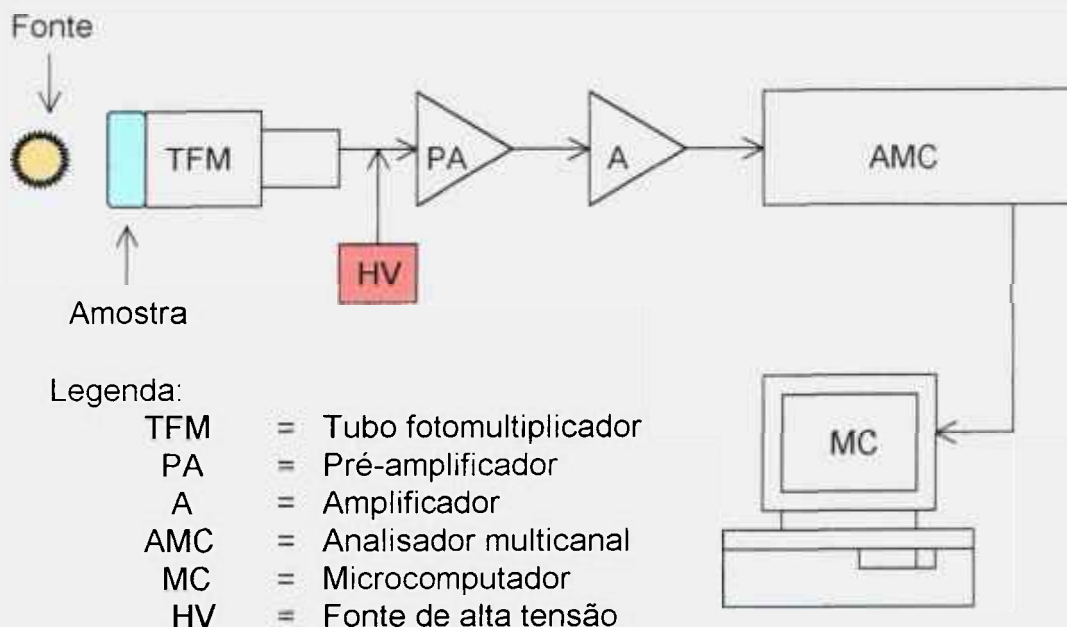 Fonte
TFM
PA
A
AMC
HV
Amostra
MC
Legenda:
TFM = Tubo fotomultiplicador
PA = Pré-amplificador
A = Amplificador
AMC = Analisador multicanal
MC = Microcomputador
HV = Fonte de alta tensão